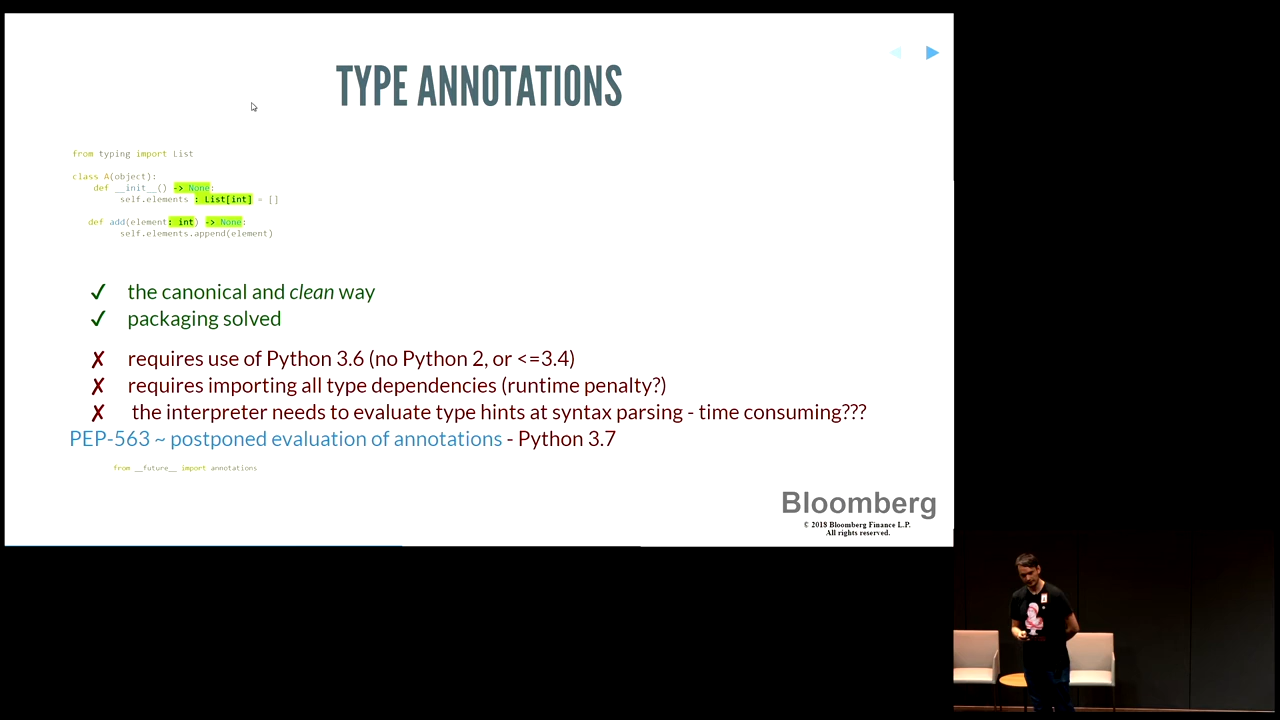 TYPE ANNOTATIONS
from typing import List
class A(object):
def __init__() -> None:
self.elements : List[int] = []
def add(element: int) -> None:
self.elements.append(element)
✓ the canonical and clean way
✓ packaging solved
✗ requires use of Python 3.6 (no Python 2, or <=3.4)
✗ requires importing all type dependencies (runtime penalty?)
✗ the interpreter needs to evaluate type hints at syntax parsing - time consuming???
PEP-563 ~ postponed evaluation of annotations - Python 3.7
from __future__ import annotations
Bloomberg
© 2018 Bloomberg Finance L.P.
All rights reserved.